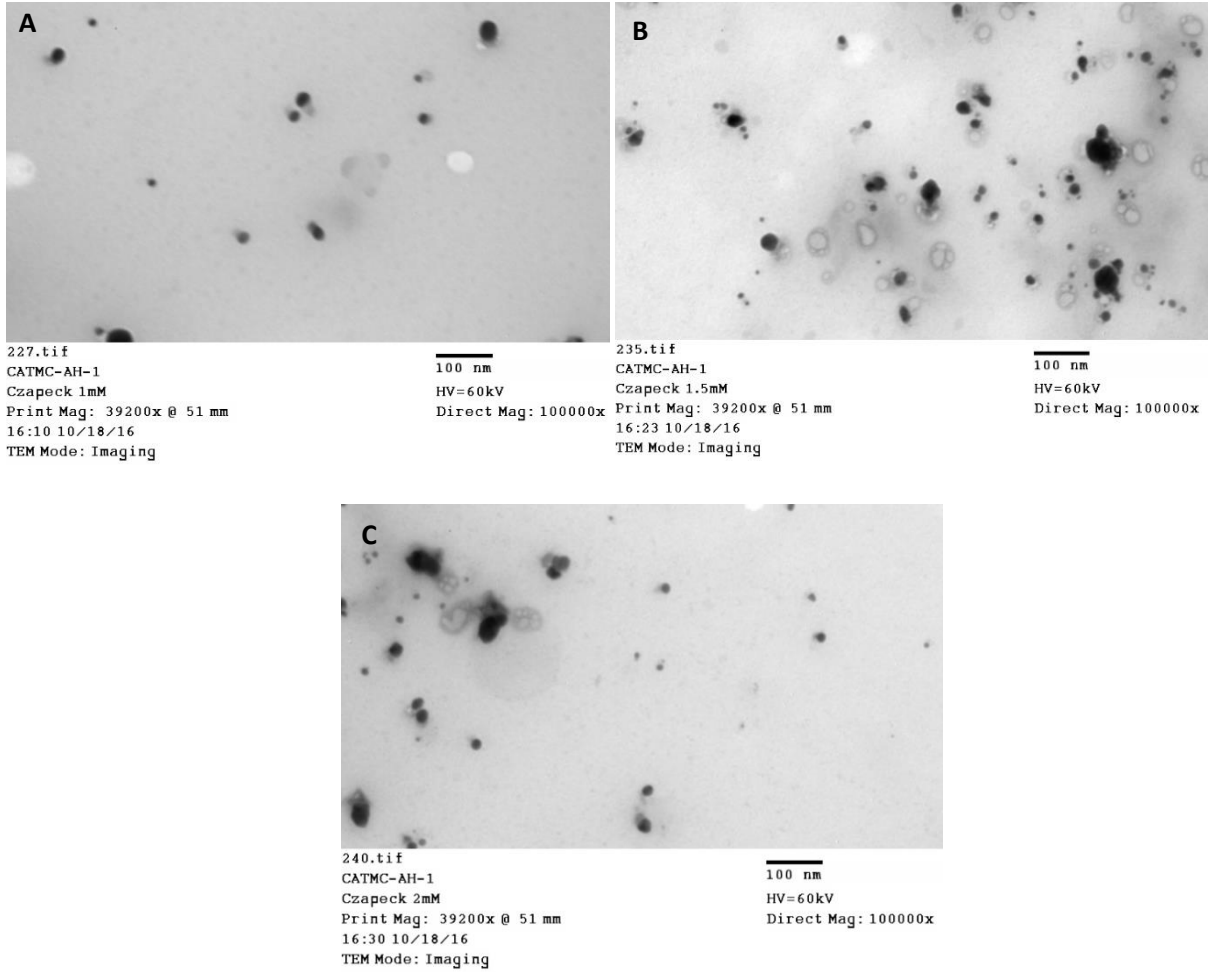 A
227.tif
CATMC-AH-1
Czapeck 1mM
Print Mag: 39200x @ 51 mm
16:10 10/18/16
TEM Mode: Imaging
100 nm
HV=60kV
Direct Mag: 100000x
B
235.tif
CATMC-AH-1
Czapeck 1.5mM
Print Mag: 39200x @ 51 mm
16:23 10/18/16
TEM Mode: Imaging
100 nm
HV=60kV
Direct Mag: 100000x
C
240.tif
CATMC-AH-1
Czapeck 2mM
Print Mag: 39200x @ 51 mm
16:30 10/18/16
TEM Mode: Imaging
100 nm
HV=60kV
Direct Mag: 100000x